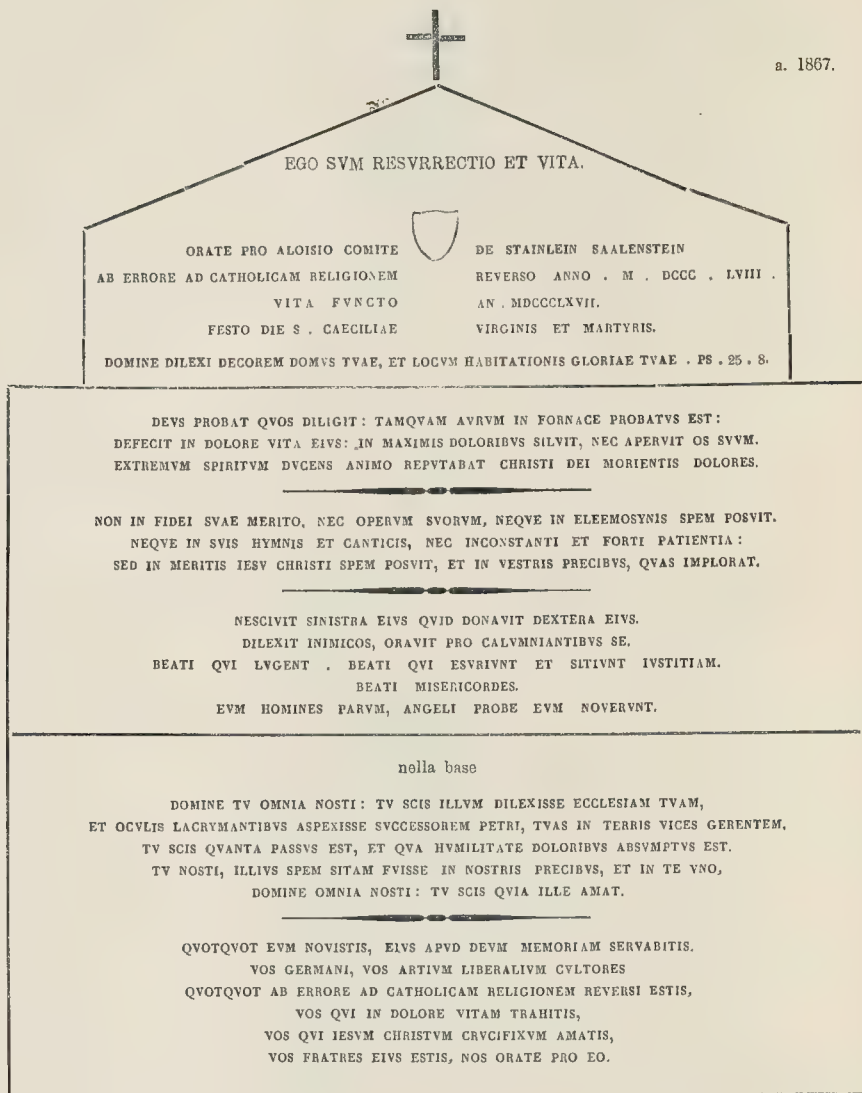 a. 1867.
EGO SVM RESVRRECTIO ET VITA.
ORATE PRO ALOISIO COMITE DE STAINLEIN SAALENSTEIN
AB ERRORE AD CATHOLICAM RELIGIONEM REVERSO ANNO . M . DCCC . LVIII .
VITA FVNCTO AN . MDCCCLXVII.
FESTO DIE S . CAECILIAE VIRGINIS ET MARTYRIS.
DOMINE DILEXI DECOREM DOMVS TVAE, ET LOCVM HABITATIONIS GLORIAE TVAE . PS . 25 . 8.
DEVS PROBAT QVOS DILIGIT : TAMQVAM AVRVM IN FORNACE PROBATVS EST :
DEFECIT IN DOLORE VITA EIVS: IN MAXIMIS DOLORIBVS SILVIT, NEC APERVIT OS SVVM.
EXTREMVM SPIRITVM DVCENS ANIMO REPVTABAT CHRISTI DEI MORIENTIS DOLORES.
NON IN FIDEI SVAE MERITO, NEC OPERVM SVORVM, NEQVE IN ELEEMOSYNIS SPEM POSVIT.
NEQVE IN SVIS HYMNIS ET CANTICIS, NEC INCONSTANTI ET FORTI PATIENTIA :
SED IN MERITIS IESV CHRISTI SPEM POSVIT, ET IN VESTRIS PRECIBVS, QVAS IMPLORAT.
NESCIVIT SINISTRA EIVS QVID DONAVIT DEXTERA EIVS.
DILEXIT INIMICOS, ORAVIT PRO CALVMNIANTIBVS SE.
BEATI QVI LVGENT . BEATI QVI ESVRIVNT ET SITIVNT IVSTITIAM.
BEATI MISERICORDES.
EVM HOMINES PARVM, ANGELI PROBE EVM NOVERVNT.
nella base
DOMINE TV OMNIA NOSTI : TV SCIS ILLVM DILEXISSE ECCLESIAM TVAM,
ET OCVLIS LACRYMANTIBVS ASPEXISSE SVCCESSOREM PETRI, TVAS IN TERRIS VICES GERENTEM.
TV SCIS QVANTA PASSVS EST, ET QVA HVMILITATE DOLORIBVS ABSVMPTVS EST.
TV NOSTI, ILLIVS SPEM SITAM FVISSE IN NOSTRIS PRECIBVS, ET IN TE VNO,
DOMINE OMNIA NOSTI : TV SCIS QVIA ILLE AMAT.
QVOTQVOT EVM NOVISTIS, EIVS APVD DEVM MEMORIAM SERVABITIS.
VOS GERMANI, VOS ARTIVM LIBERALIVM CVLTORES
QVOTQVOT AB ERRORE AD CATHOLICAM RELIGIONEM REVERSI ESTIS,
VOS QVI IN DOLORE VITAM TRAHITIS,
VOS QVI IESVM CHRISTVM CRVCIFIXVM AMATIS,
VOS FRATRES EIVS ESTIS, NOS ORATE PRO EO.